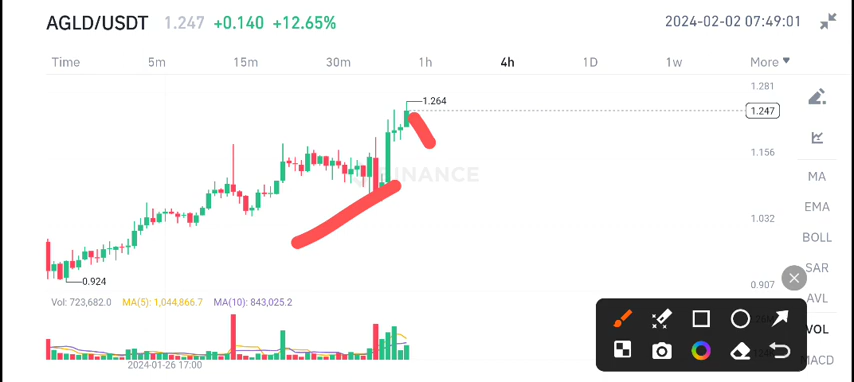 AGLD/USDT 1.247 +0.140 +12.65% 2024-02-02 07:49:01
Time 5m 15m 30m 1h 4h 1D 1w More
1.281
1.264
1.247
1.156
BINANCE
MA
EMA
1.032
BOLL
SAR
0.924
0.907
AVL
Vol: 723,682.0 MA(5): 1,044,866.7 MA(10): 843,025.2
VOL
MACD
2024-01-26 17:00